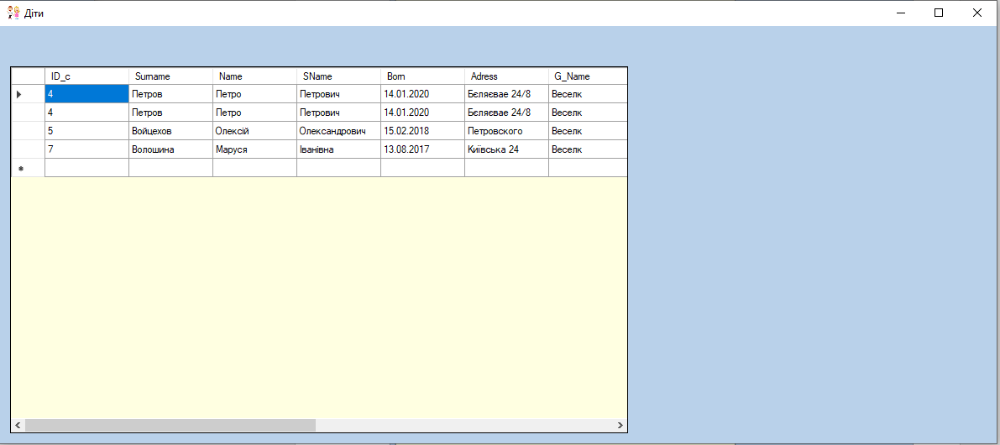 Діти
ID_c Surname Name SName Born Adress G_Name
4 Петров Петро Петрович 14.01.2020 Бєляєвае 24/8 Веселк
4 Петров Петро Петрович 14.01.2020 Бєляєвае 24/8 Веселк
5 Войцехов Олексій Олександрович 15.02.2018 Петровского Веселк
7 Волошина Маруся Іванівна 13.08.2017 Київська 24 Веселк